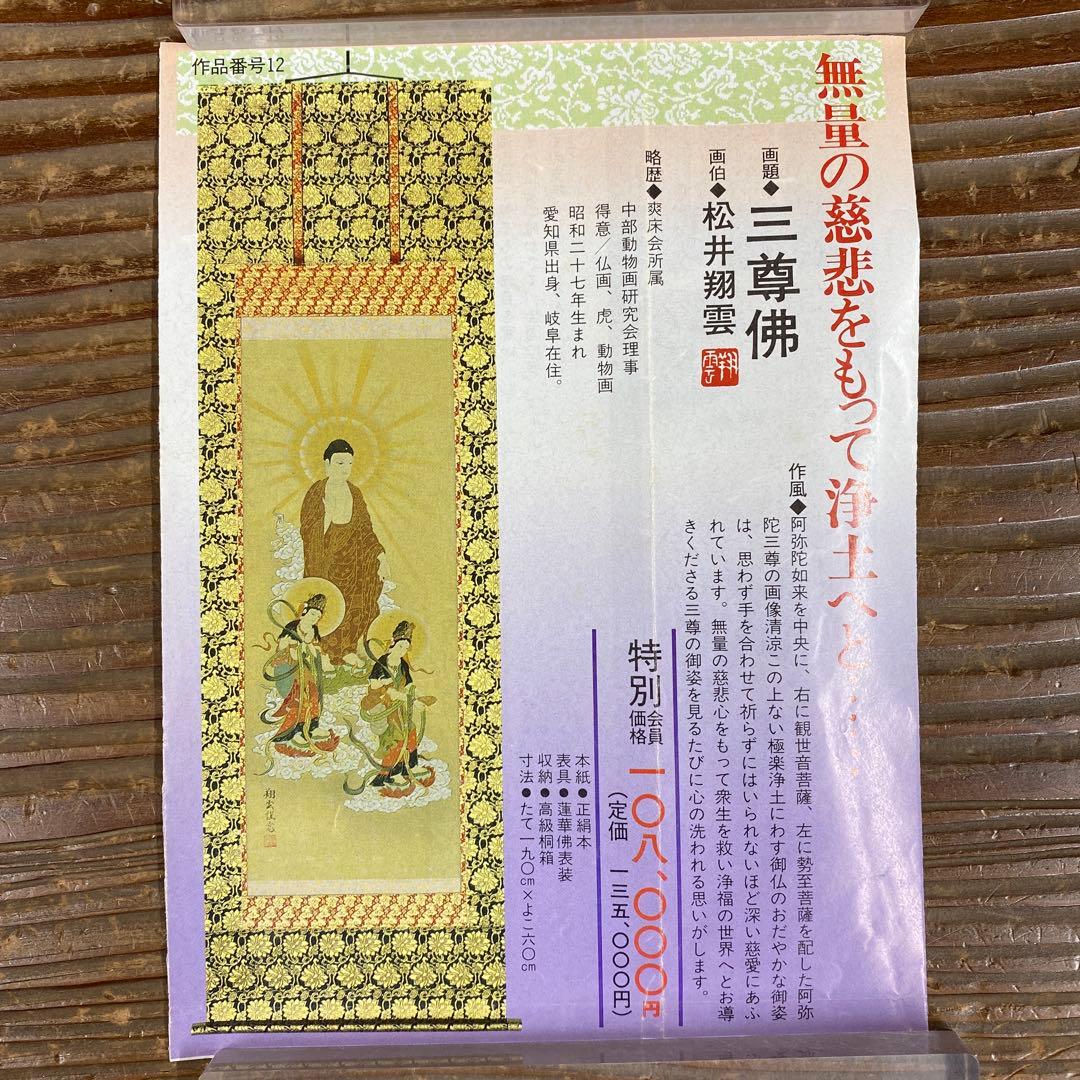 作品番号12
無量の慈悲をもって浄土へと……
画題◆三尊佛
画伯◆松井翔雲
翔雲
略歴◆爽床会所属
中部動物画研究会理事
得意／仏画、虎、動物画
昭和二十七年生まれ
愛知県出身、岐阜在住。
作風◆阿弥陀如来を中央に、右に観世音菩薩、左に勢至菩薩を配した阿弥
陀三尊の画像清涼この上ない極楽浄土にわす御仏のおだやかな御姿
は、思わず手を合わせて祈らずにはいられないほど深い慈愛にあふ
れています。無量の慈悲心をもって衆生を救い浄福の世界へとお導
きくださる三尊の御姿を見るたびに心の洗われる思いがします。
特別会員価格 一〇八、〇〇〇円
（定価 一三五、〇〇〇円）
本紙●正絹本
表具●蓮華佛表装
収納●高級桐箱
寸法●たて一九〇cm×よこ六〇cm